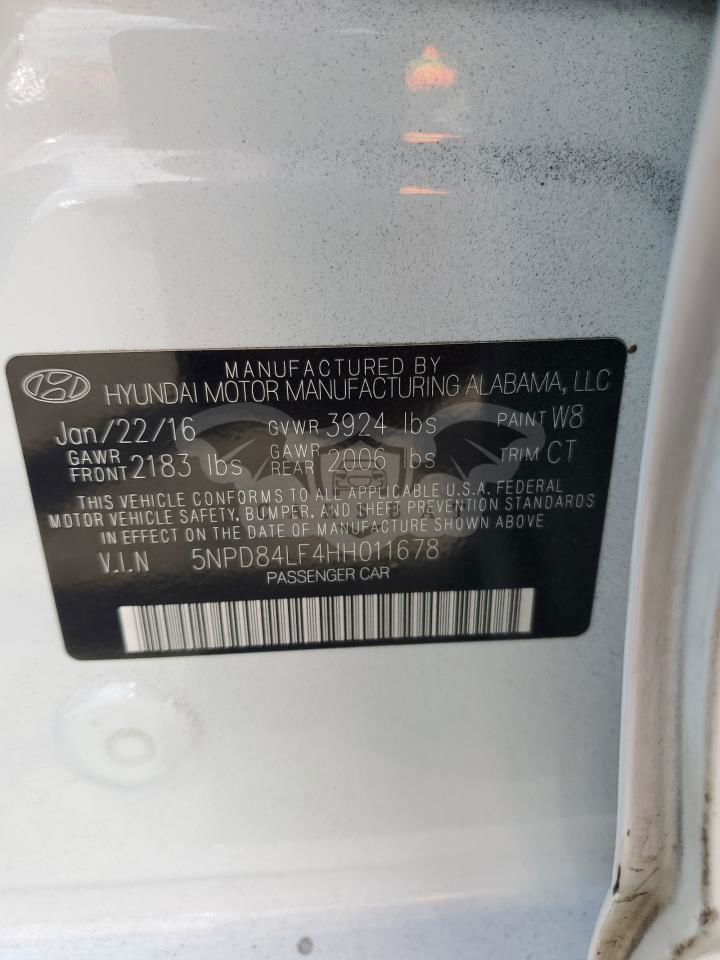 MANUFACTURED BY
HYUNDAI MOTOR MANUFACTURING ALABAMA, LLC
Jan/22/16 GVWR 3924 lbs PAINT W8
GAWR FRONT 2183 lbs GAWR REAR 2006 lbs TRIM CT
THIS VEHICLE CONFORMS TO ALL APPLICABLE U.S.A. FEDERAL
MOTOR VEHICLE SAFETY, BUMPER, AND THEFT PREVENTION STANDARDS
IN EFFECT ON THE DATE OF MANUFACTURE SHOWN ABOVE
V.I.N 5NPD84LF4HH011678
PASSENGER CAR